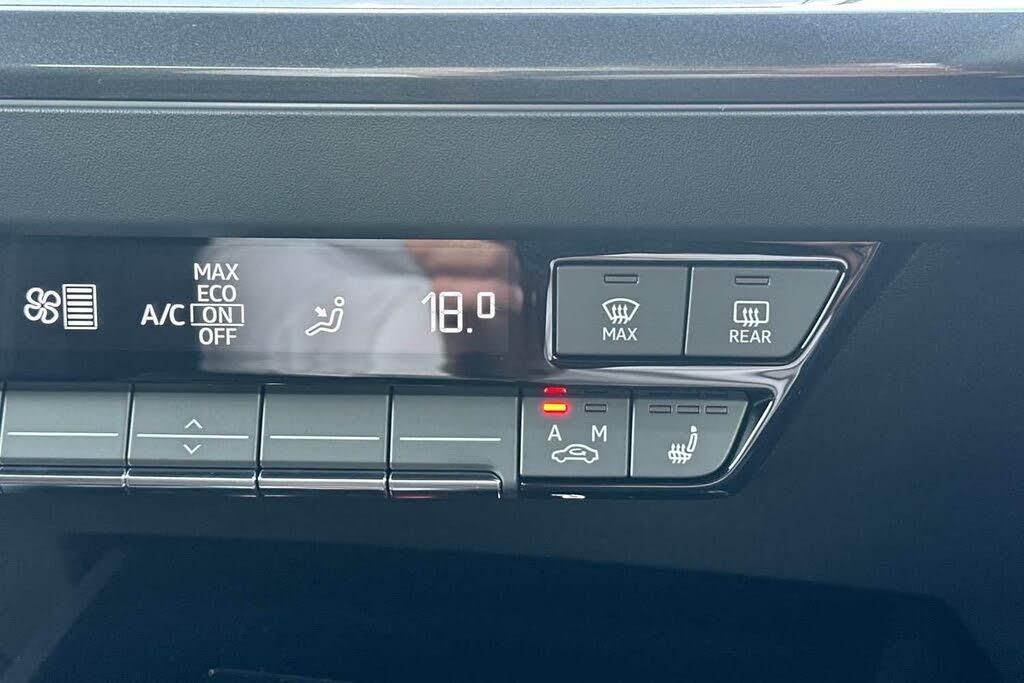 MAX
ECO
A/C ON
OFF
18.0
MAX
REAR
A M